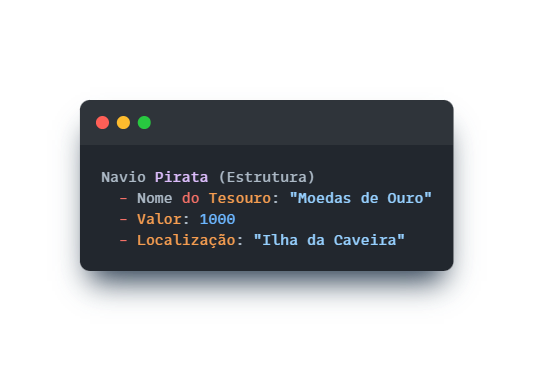 Navio Pirata (Estrutura)
- Nome do Tesouro: "Moedas de Ouro"
- Valor: 1000
- Localização: "Ilha da Caveira"